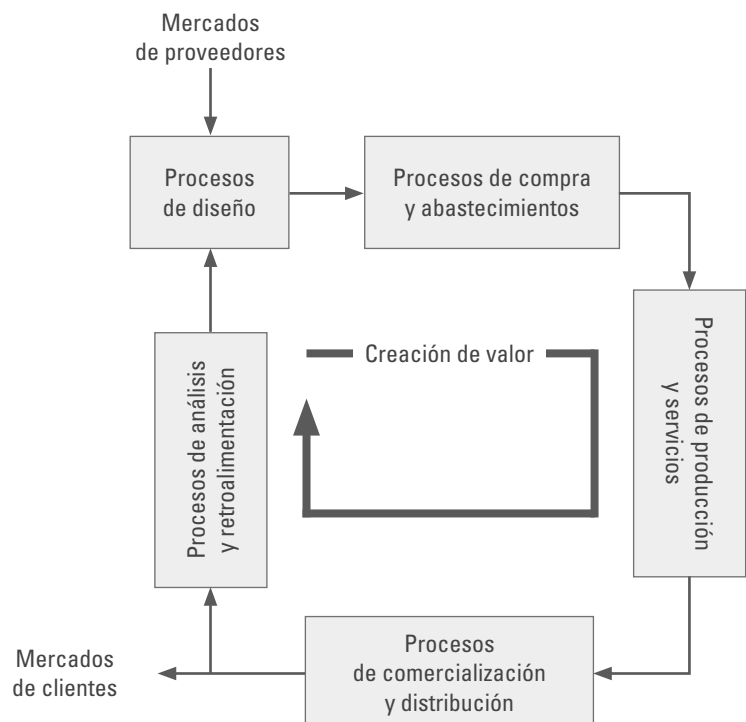 Mercados
de proveedores
Procesos
de diseño
Procesos de compra
y abastecimientos
Procesos de producción
y servicios
Creación de valor
Procesos de análisis
y retroalimentación
Procesos
de comercialización
y distribución
Mercados
de clientes